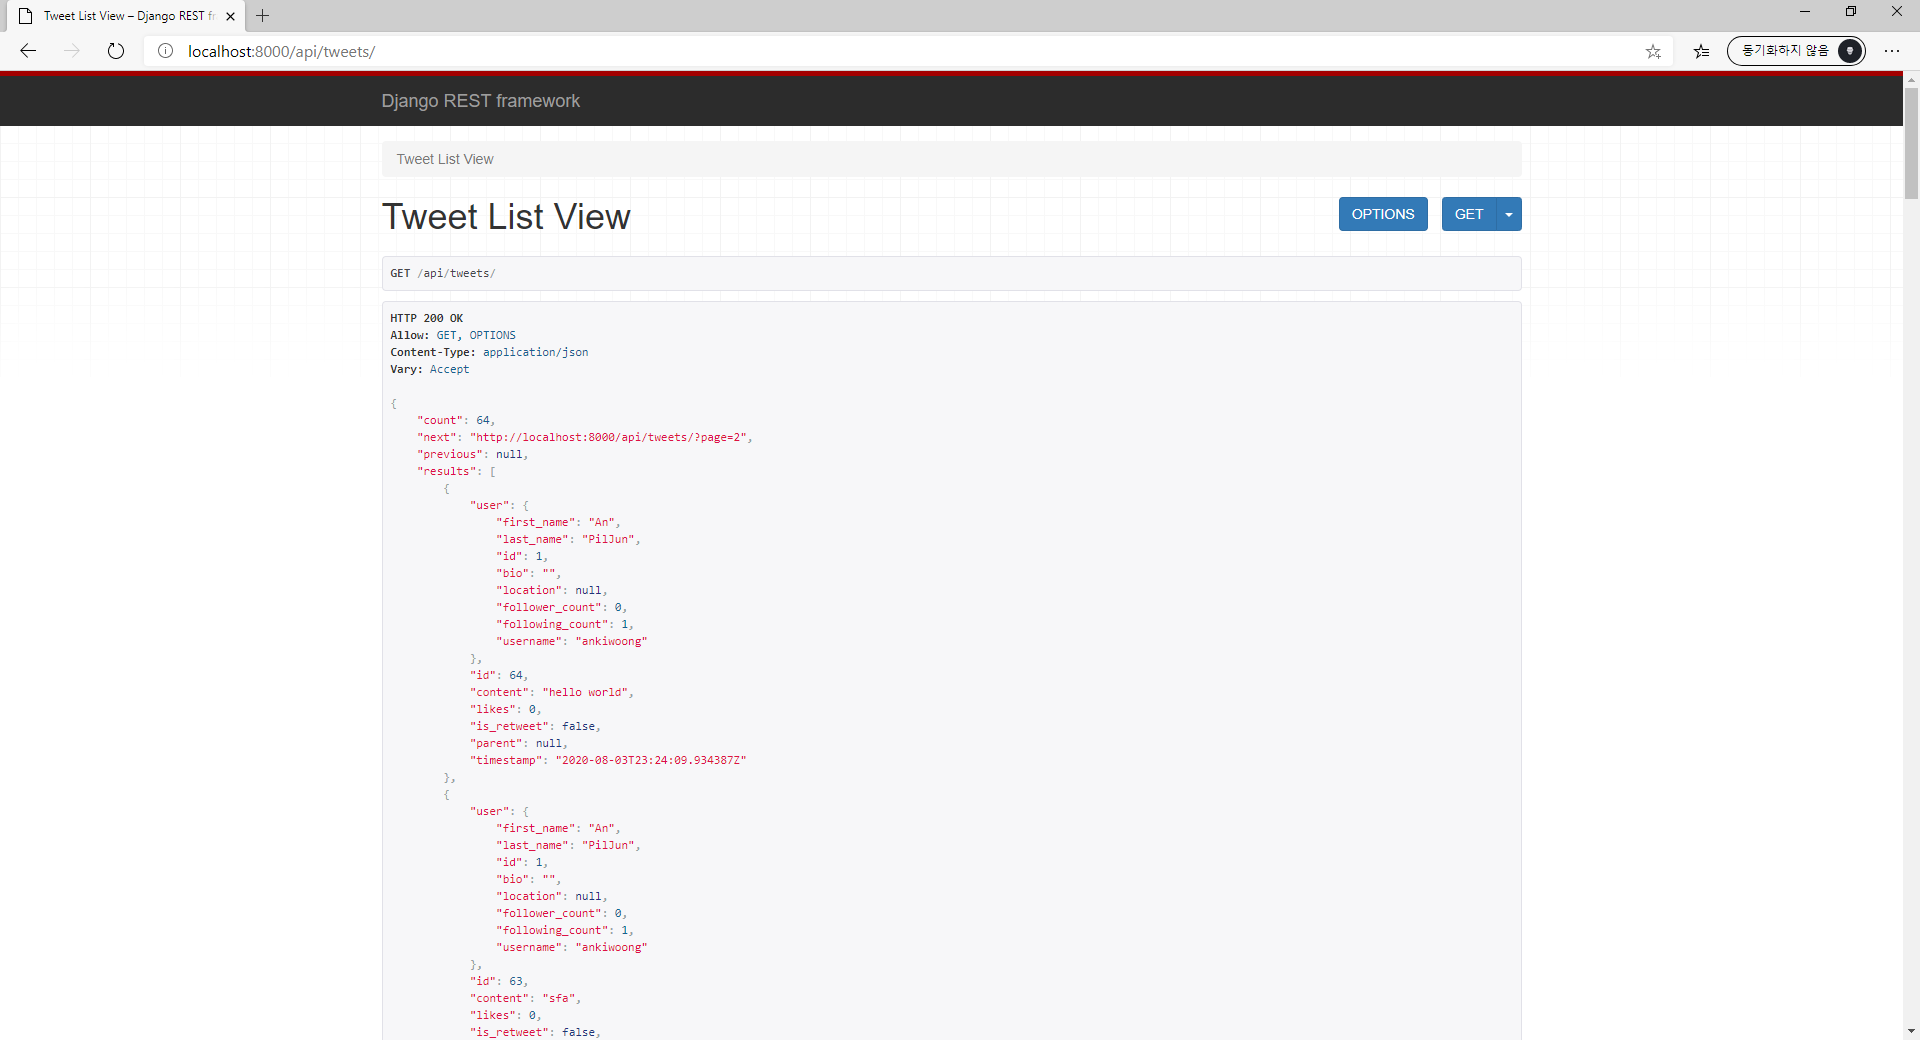 Tweet List View – Django REST fr
localhost:8000/api/tweets/
동기화하지 않음
Django REST framework
Tweet List View
Tweet List View
OPTIONS
GET
GET /api/tweets/
HTTP 200 OK
Allow: GET, OPTIONS
Content-Type: application/json
Vary: Accept
{
"count": 64,
"next": "http://localhost:8000/api/tweets/?page=2",
"previous": null,
"results": [
{
"user": {
"first_name": "An",
"last_name": "PilJun",
"id": 1,
"bio": "",
"location": null,
"follower_count": 0,
"following_count": 1,
"username": "ankiwoong"
},
"id": 64,
"content": "hello world",
"likes": 0,
"is_retweet": false,
"parent": null,
"timestamp": "2020-08-03T23:24:09.934387Z"
},
{
"user": {
"first_name": "An",
"last_name": "PilJun",
"id": 1,
"bio": "",
"location": null,
"follower_count": 0,
"following_count": 1,
"username": "ankiwoong"
},
"id": 63,
"content": "sfa",
"likes": 0,
"is_retweet": false,